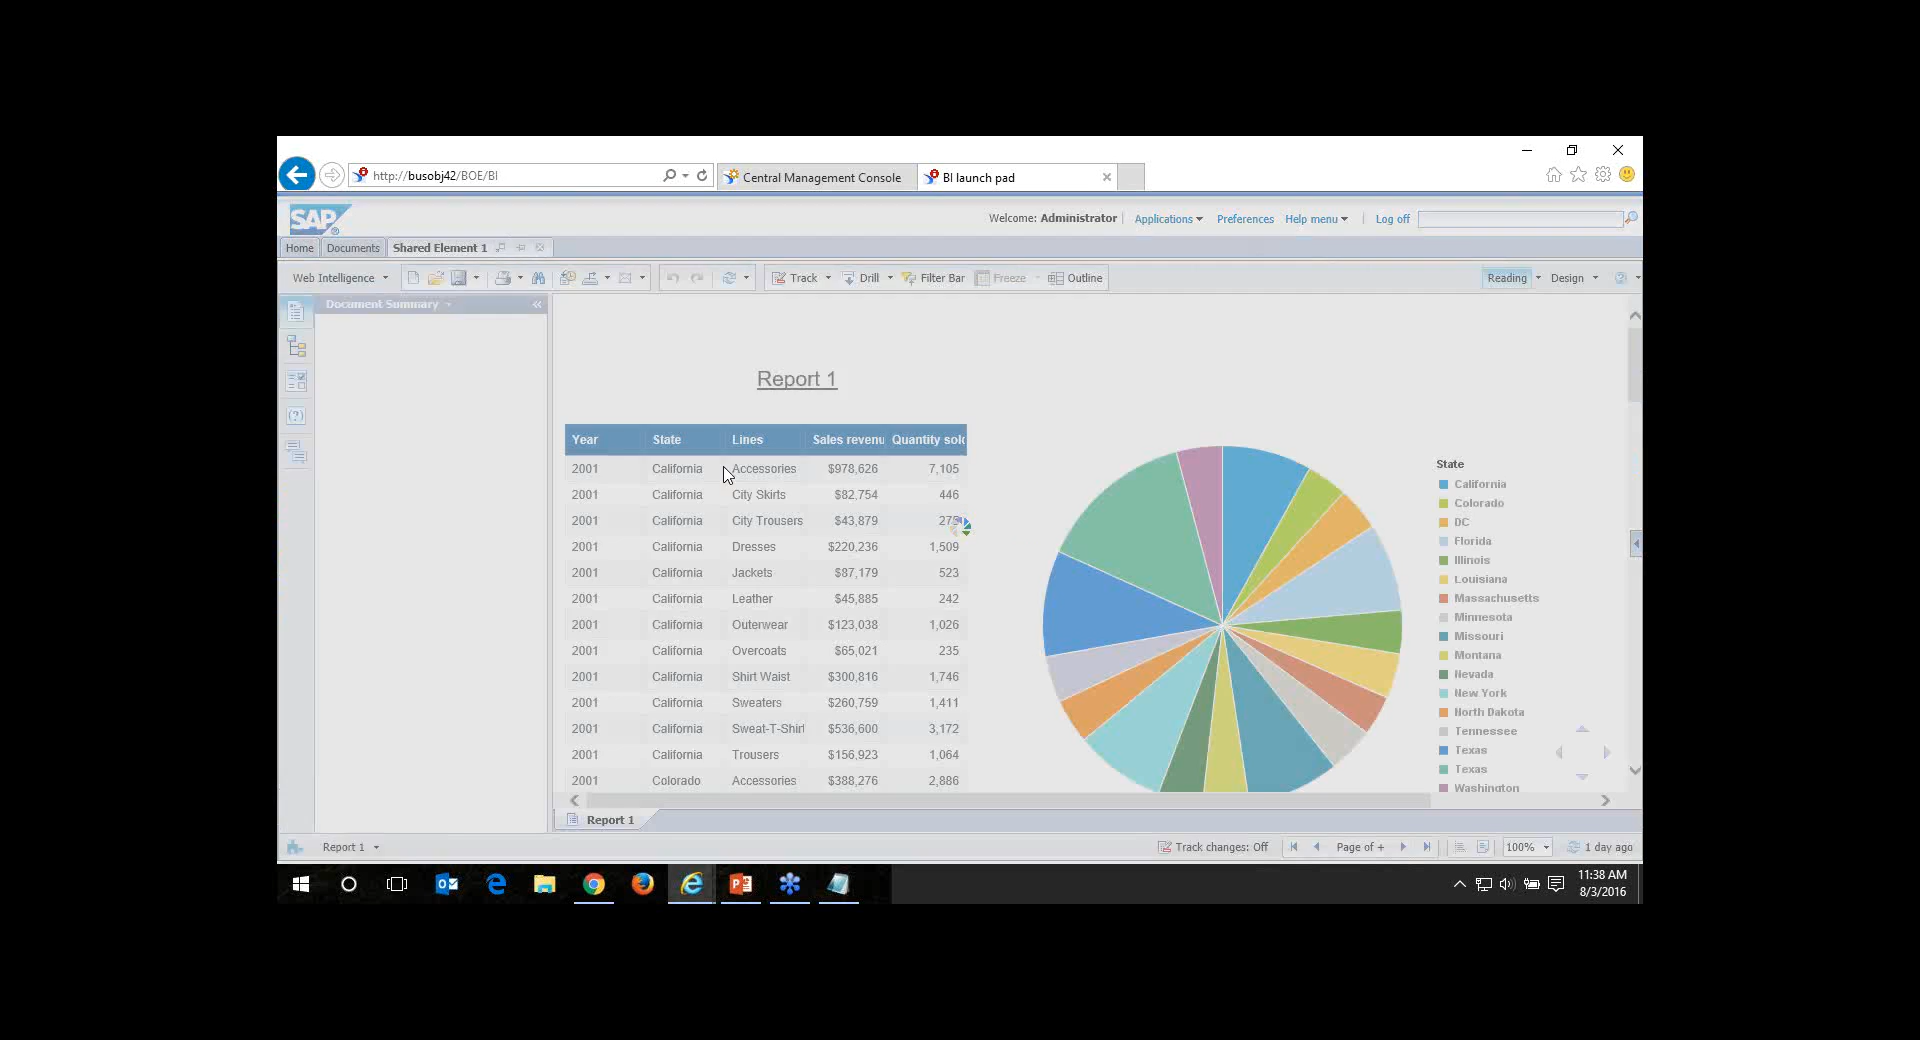 http://busobj42/BOE/BI
Central Management Console
BI launch pad
SAP
Welcome: Administrator
Applications
Preferences
Help menu
Log off
Home
Documents
Shared Element 1
Web Intelligence
Track
Drill
Filter Bar
Freeze
Outline
Reading
Design
Document Summary
Report 1
Year State Lines Sales revenu Quantity sol
2001 California Accessories $978,626 7,105
2001 California City Skirts $82,754 446
2001 California City Trousers $43,879
2001 California Dresses $220,236 1,509
2001 California Jackets $87,179 523
2001 California Leather $45,885 242
2001 California Outerwear $123,038 1,026
2001 California Overcoats $65,021 235
2001 California Shirt Waist $300,816 1,746
2001 California Sweaters $260,759 1,411
2001 California Sweat-T-Shirt $536,600 3,172
2001 California Trousers $156,923 1,064
2001 Colorado Accessories $388,276 2,886
State
California
Colorado
DC
Florida
Illinois
Louisiana
Massachusetts
Minnesota
Missouri
Montana
Nevada
New York
North Dakota
Tennessee
Texas
Texas
Washington
Report 1
Report 1
Track changes: Off
Page of +
100%
1 day ago
11:38 AM
8/3/2016